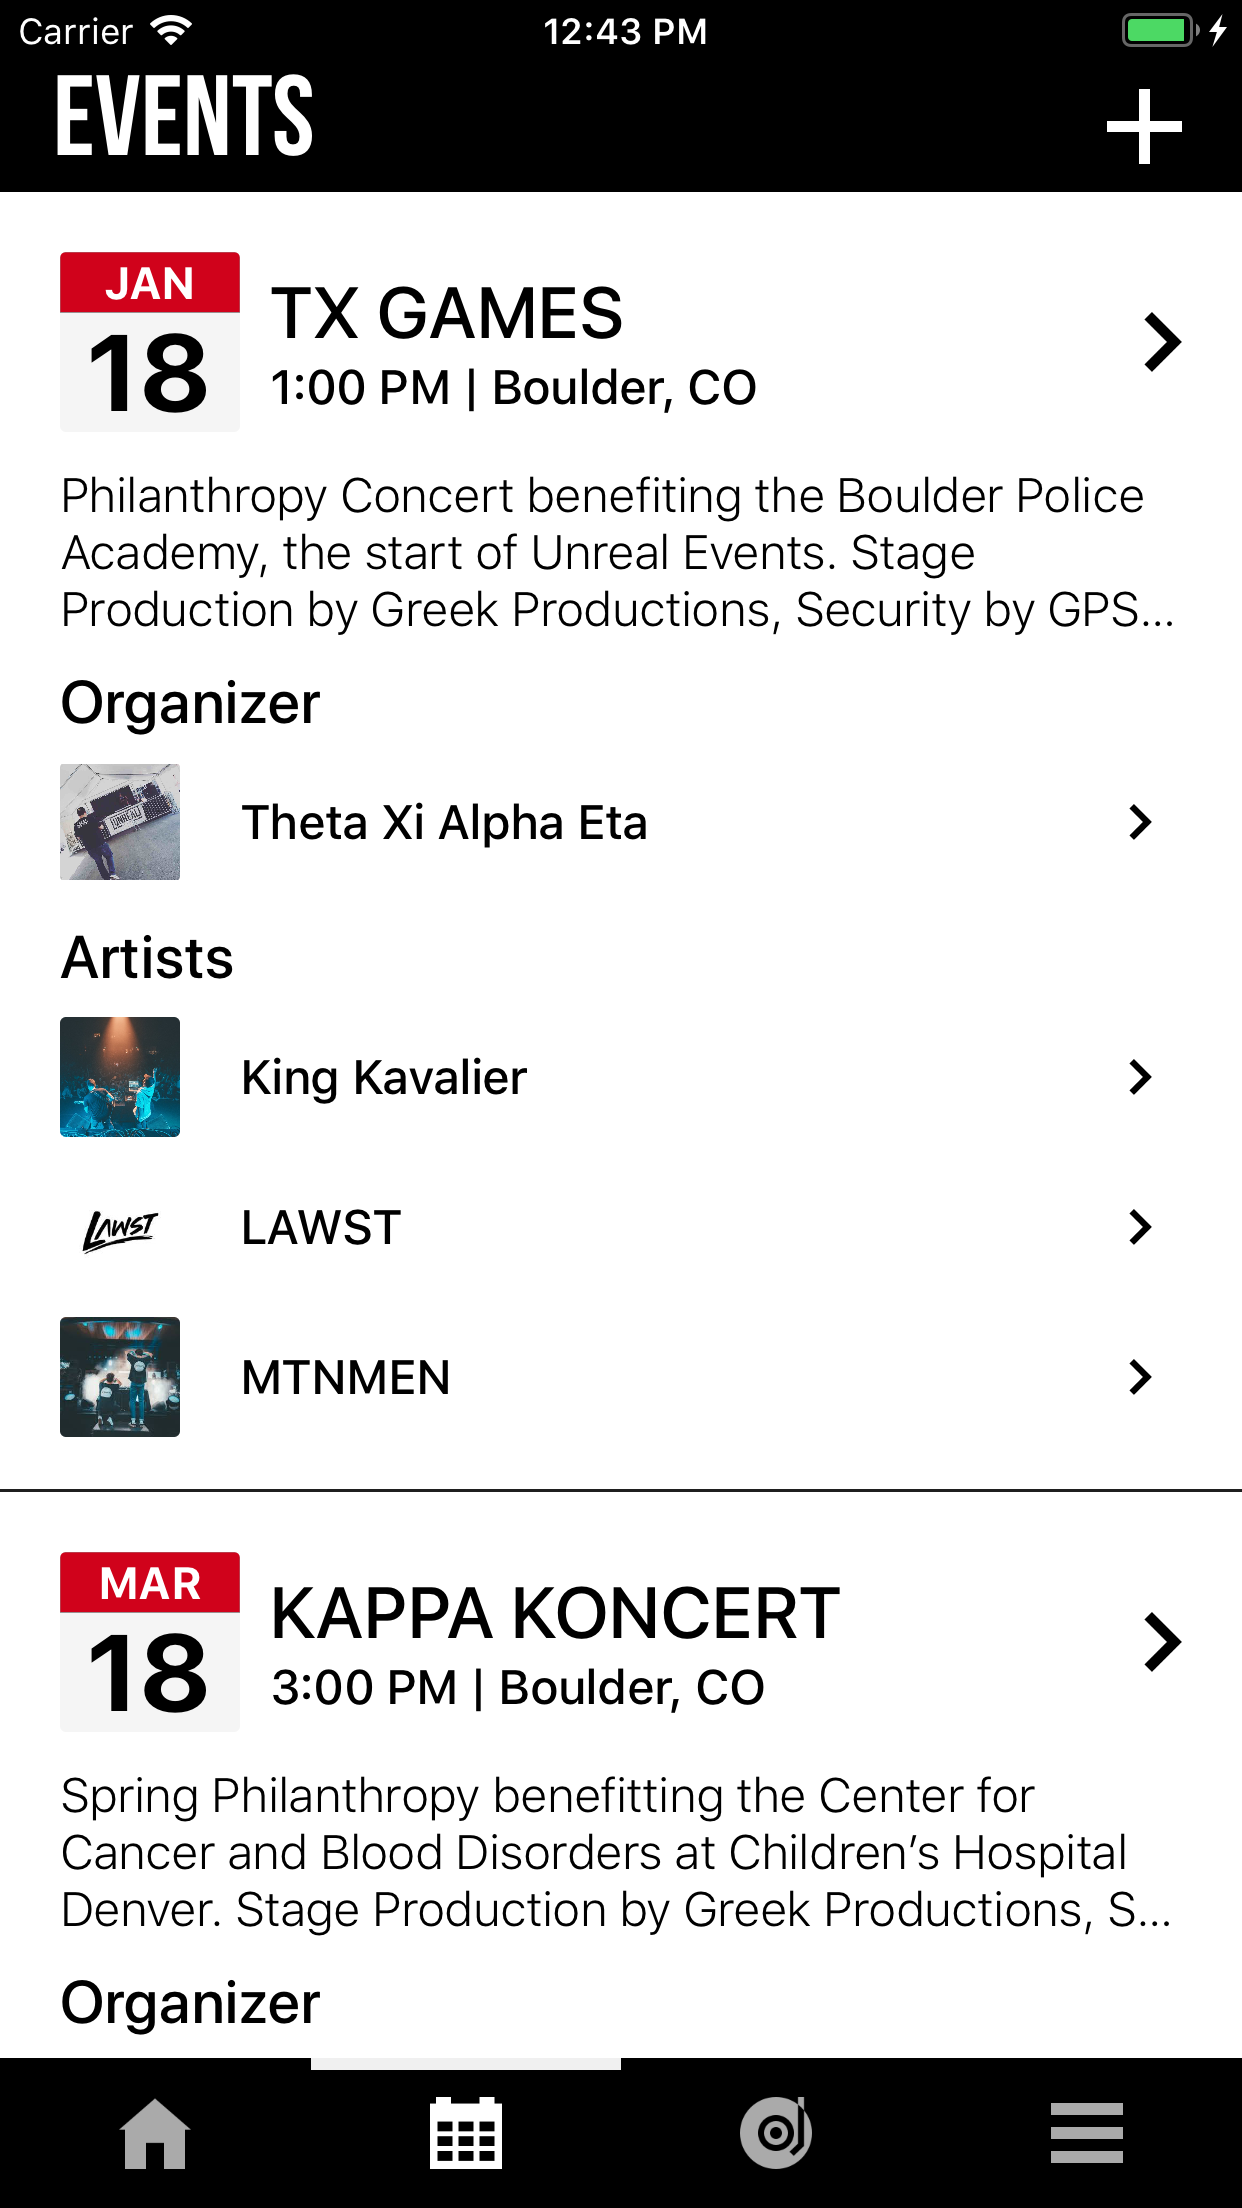 Carrier 12:43 PM
EVENTS
JAN
18
TX GAMES
1:00 PM | Boulder, CO
Philanthropy Concert benefiting the Boulder Police
Academy, the start of Unreal Events. Stage
Production by Greek Productions, Security by GPS...
Organizer
UNREAL
Theta Xi Alpha Eta
Artists
King Kavalier
LAWST
LAWST
MTNMEN
MAR
18
KAPPA KONCERT
3:00 PM | Boulder, CO
Spring Philanthropy benefitting the Center for
Cancer and Blood Disorders at Children’s Hospital
Denver. Stage Production by Greek Productions, S...
Organizer